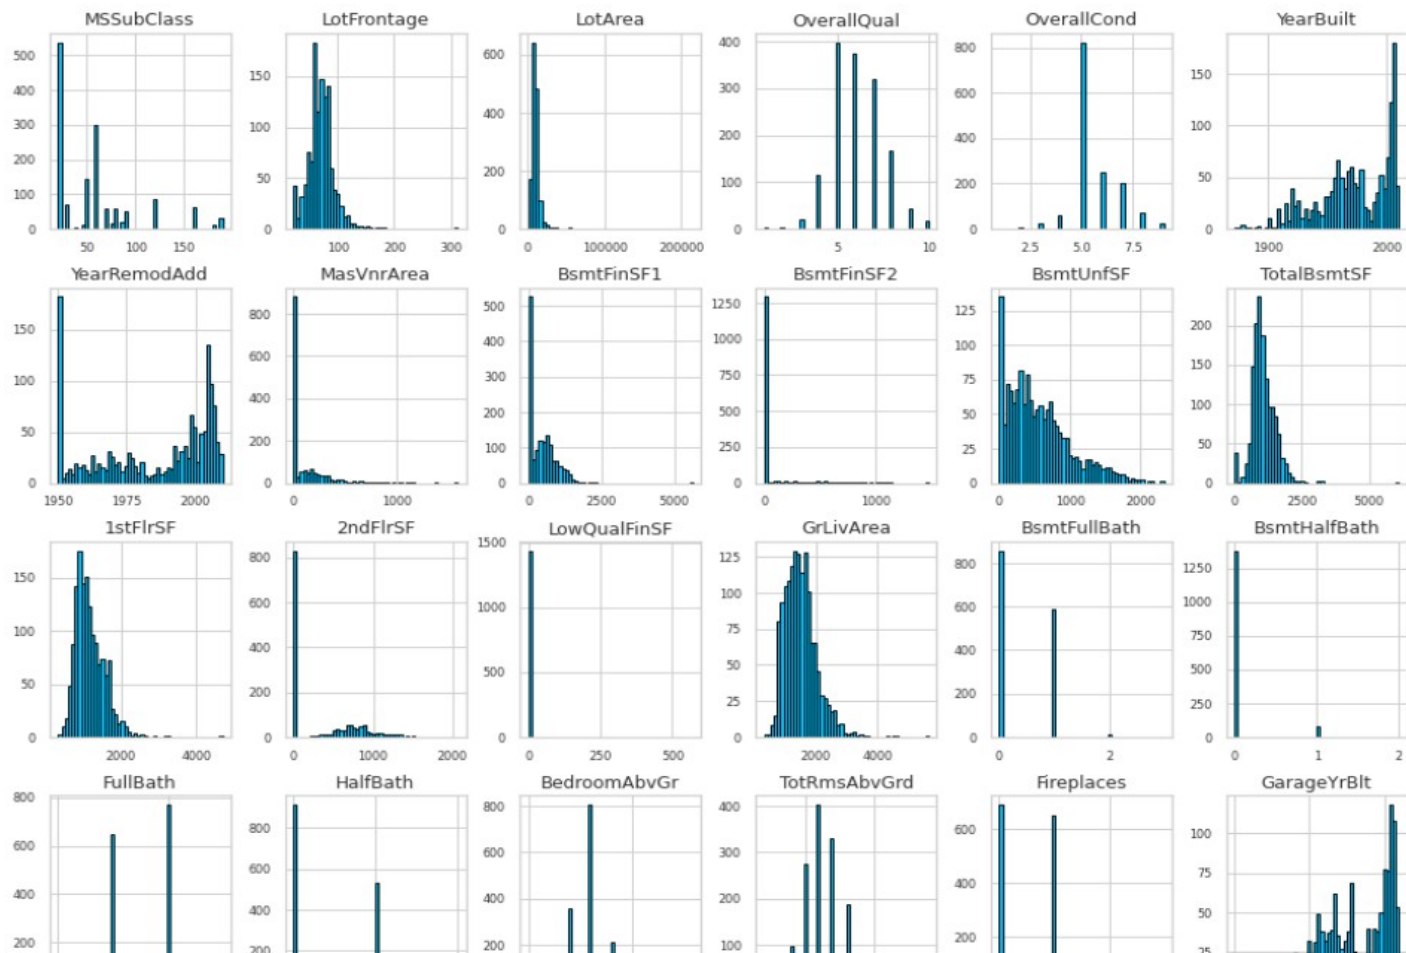 MSSubClass LotFrontage LotArea OverallQual OverallCond YearBuilt
500 400 300 200 100 0
50 100 150
150 100 50 0
100 200 300
600 400 200 0
0 100000 200000
400 300 200 100 0
5 10
800 600 400 200 0
2.5 5.0 7.5
150 100 50 0
1900 2000
YearRemodAdd MasVnrArea BsmtFinSF1 BsmtFinSF2 BsmtUnfSF TotalBsmtSF
150 100 50 0
1950 1975 2000
800 600 400 200 0
0 1000
500 400 300 200 100 0
0 2500 5000
1250 1000 750 500 250 0
0 1000
125 100 75 50 25 0
0 1000 2000
200 150 100 50 0
0 2500 5000
1stFlrSF 2ndFlrSF LowQualFinSF GrLivArea BsmtFullBath BsmtHalfBath
150 100 50 0
2000 4000
800 600 400 200 0
0 1000 2000
1500 1000 500 0
0 250 500
125 100 75 50 25 0
2000 4000
800 600 400 200 0
0 1 2
1250 1000 750 500 250 0
0 1 2
FullBath HalfBath BedroomAbvGr TotRmsAbvGrd Fireplaces GarageYrBlt
800 600 400 200
800 600 400 200
800 600 400 200
400 300 200 100
600 400 200
100 75 50 25